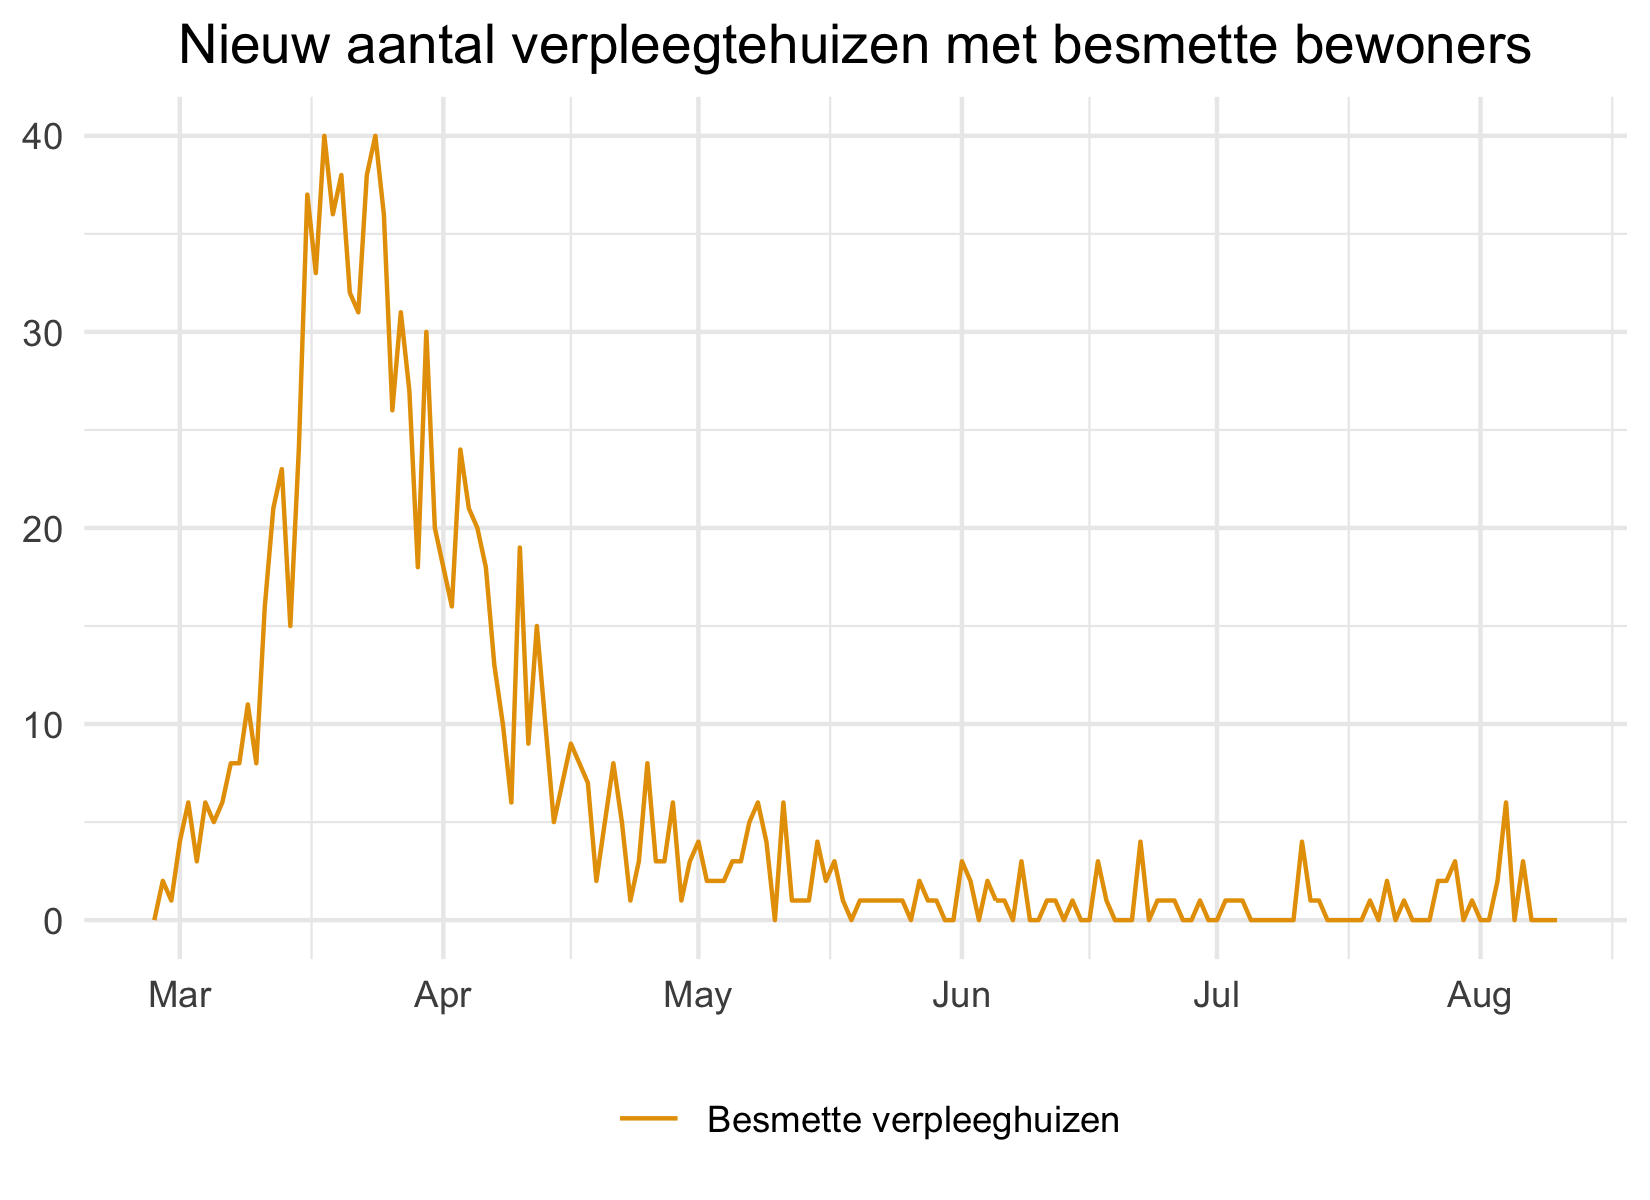 Nieuw aantal verpleegtehuizen met besmette bewoners
40
30
20
10
0
Mar Apr May Jun Jul Aug
Besmette verpleeghuizen